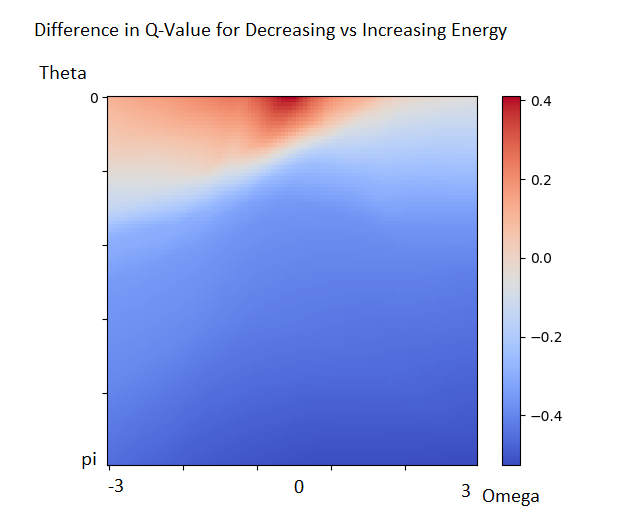 Difference in Q-Value for Decreasing vs Increasing Energy
Theta
0
0.4
0.2
0.0
−0.2
−0.4
pi
-3
0
3
Omega